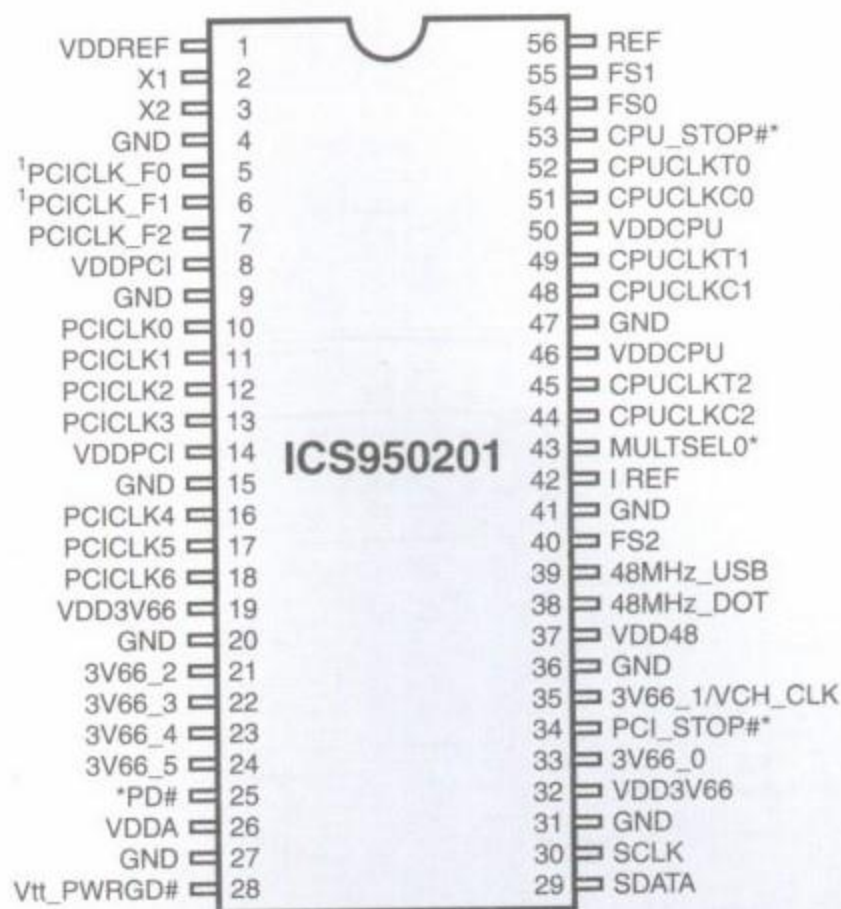 VDDREF 1
X1 2
X2 3
GND 4
¹PCICLK_F0 5
¹PCICLK_F1 6
PCICLK_F2 7
VDDPCI 8
GND 9
PCICLK0 10
PCICLK1 11
PCICLK2 12
PCICLK3 13
VDDPCI 14
GND 15
PCICLK4 16
PCICLK5 17
PCICLK6 18
VDD3V66 19
GND 20
3V66_2 21
3V66_3 22
3V66_4 23
3V66_5 24
*PD# 25
VDDA 26
GND 27
Vtt_PWRGD# 28
ICS950201
56 REF
55 FS1
54 FS0
53 CPU_STOP#*
52 CPUCLKT0
51 CPUCLKC0
50 VDDCPU
49 CPUCLKT1
48 CPUCLKC1
47 GND
46 VDDCPU
45 CPUCLKT2
44 CPUCLKC2
43 MULTSEL0*
42 I REF
41 GND
40 FS2
39 48MHz_USB
38 48MHz_DOT
37 VDD48
36 GND
35 3V66_1/VCH_CLK
34 PCI_STOP#*
33 3V66_0
32 VDD3V66
31 GND
30 SCLK
29 SDATA